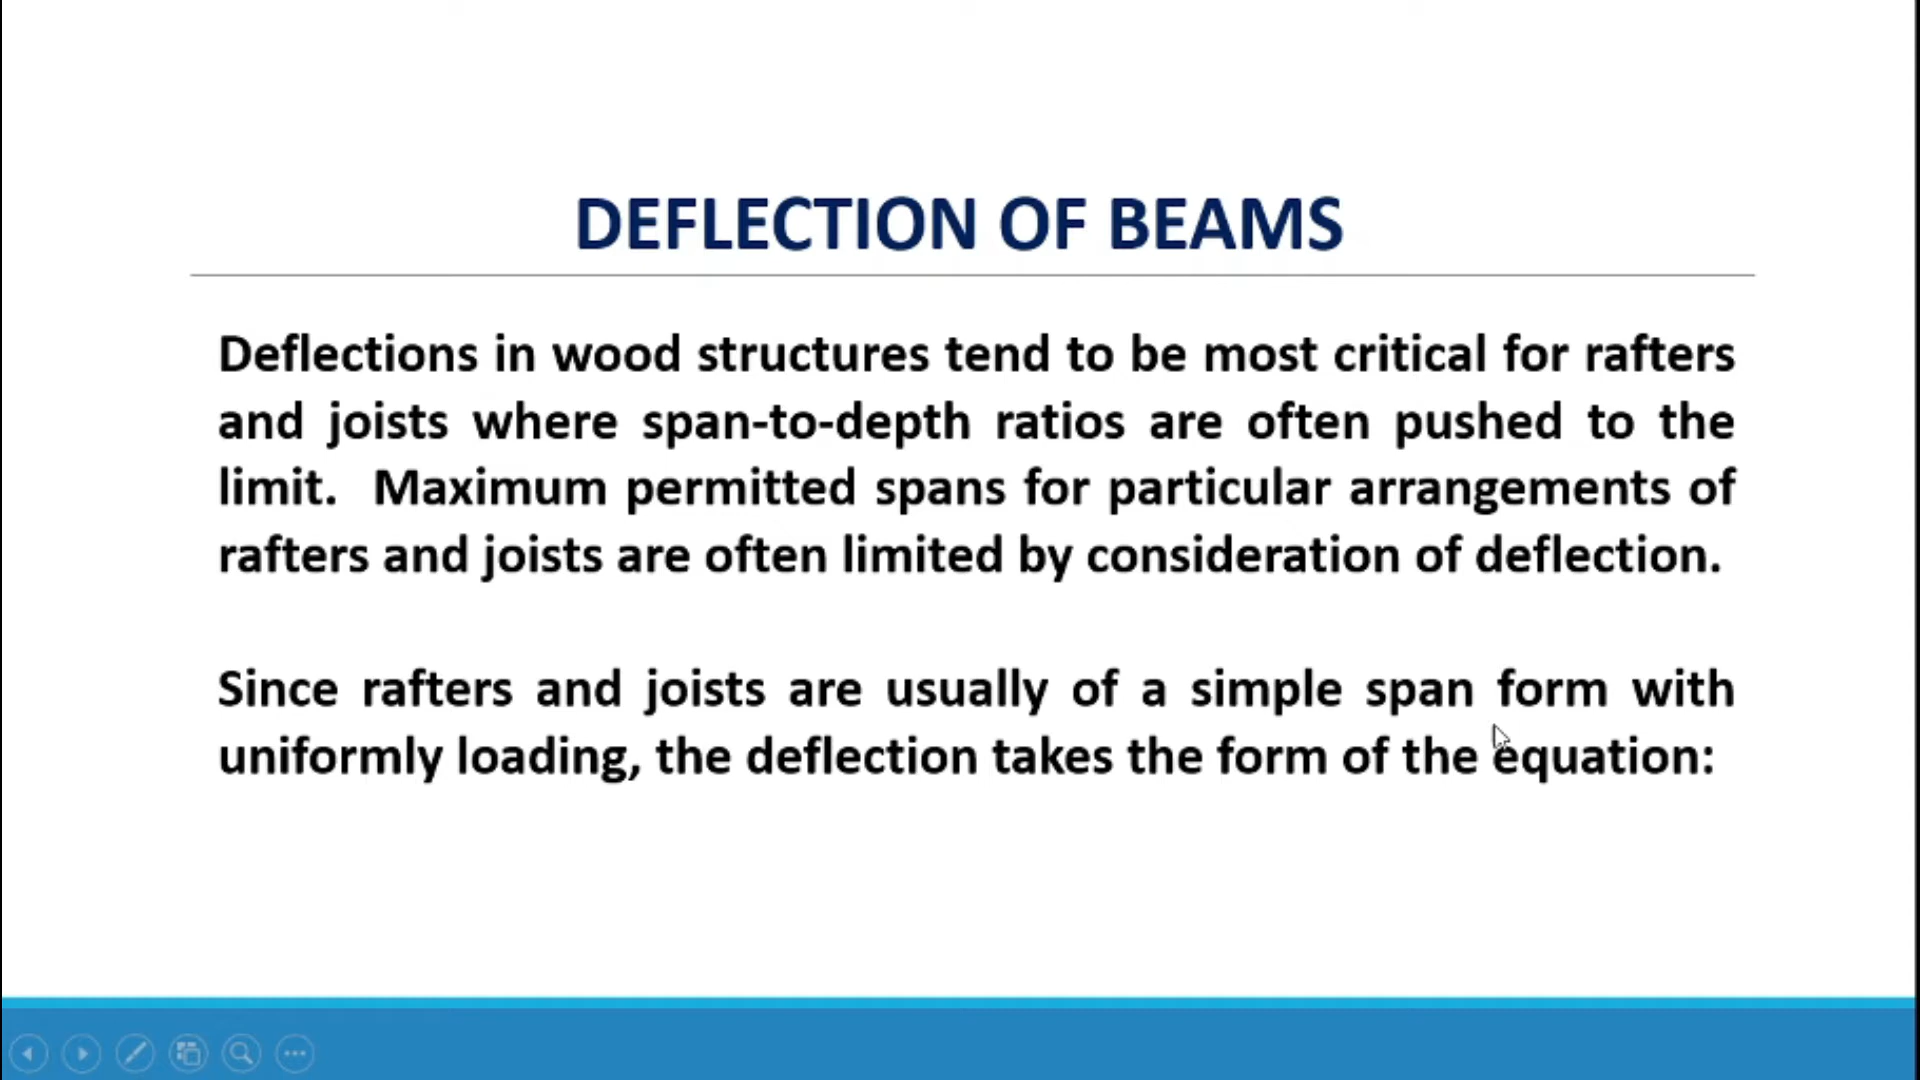 DEFLECTION OF BEAMS
Deflections in wood structures tend to be most critical for rafters
and joists where span-to-depth ratios are often pushed to the
limit.  Maximum permitted spans for particular arrangements of
rafters and joists are often limited by consideration of deflection.
Since rafters and joists are usually of a simple span form with
uniformly loading, the deflection takes the form of the equation: